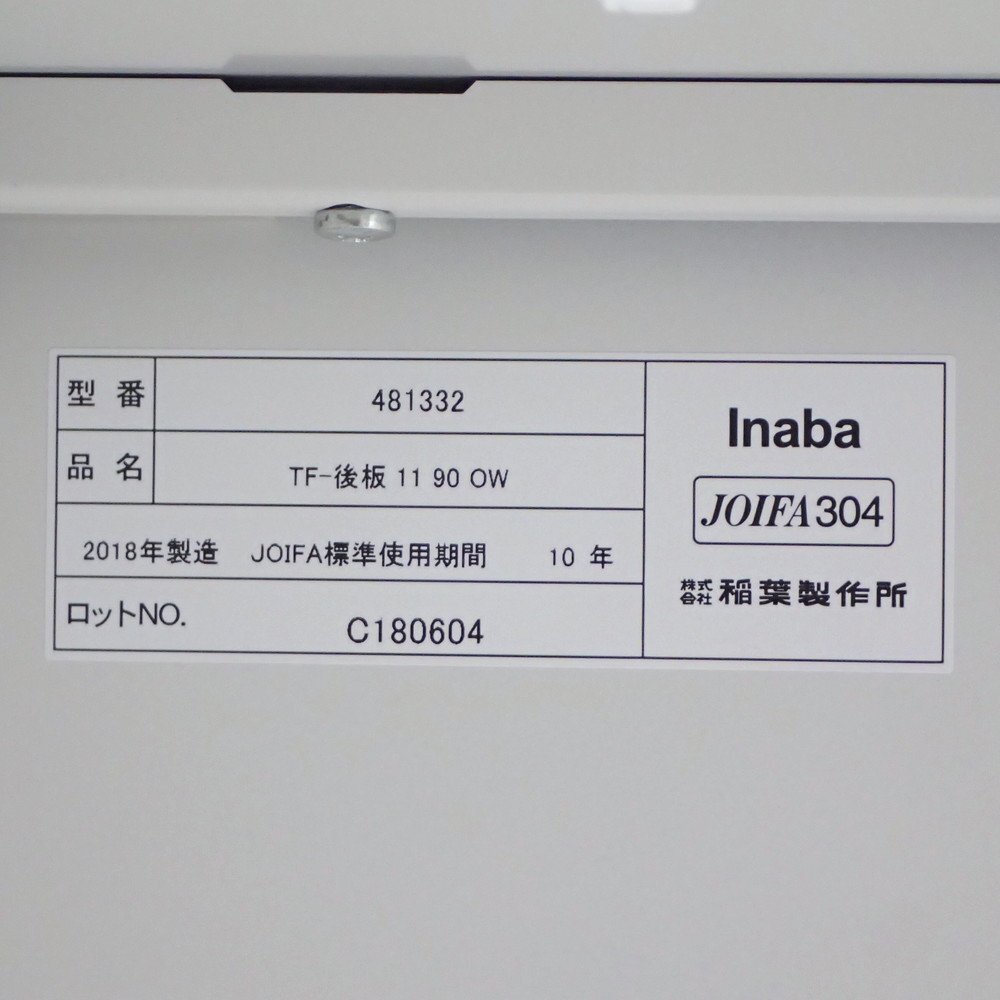 型番 481332
品名 TF-後板 11 90 OW
2018年製造 JOIFA標準使用期間 10 年
ロットNO. C180604
Inaba
JOIFA304
株式会社 稲葉製作所